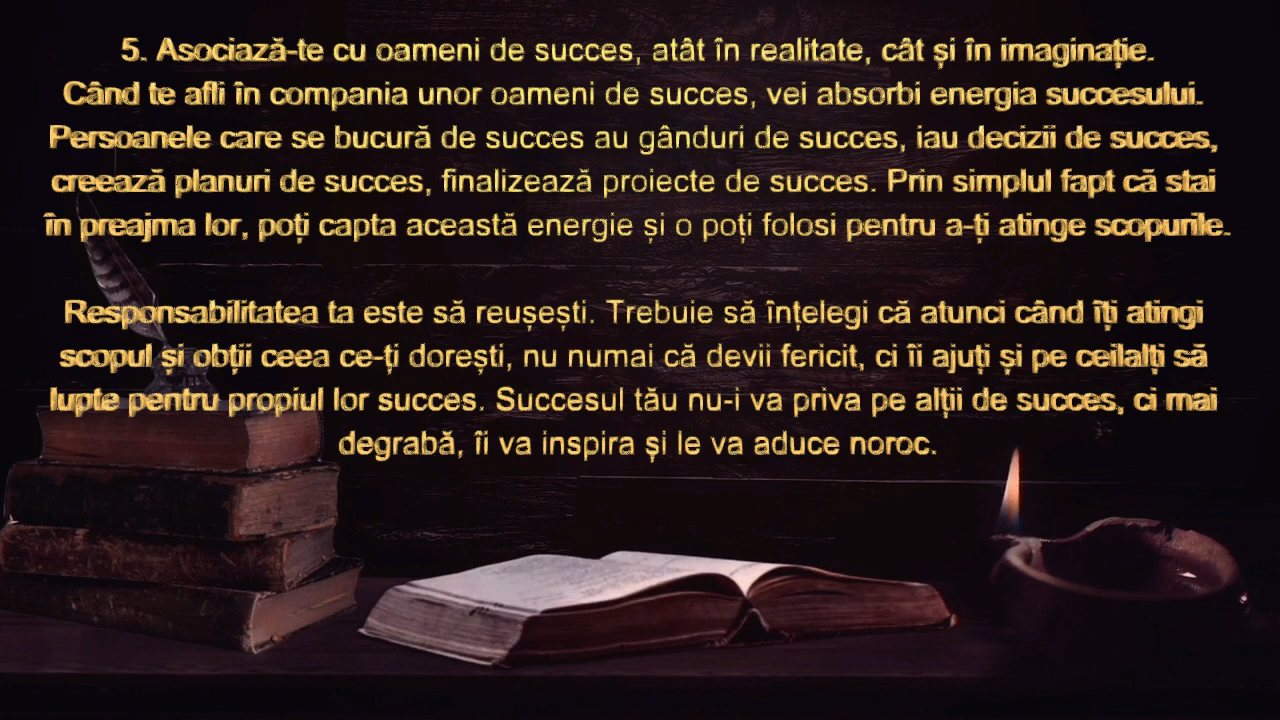 5. Asociază-te cu oameni de succes, atât în realitate, cât și în imaginație.
Când te afli în compania unor oameni de succes, vei absorbi energia succesului.
Persoanele care se bucură de succes au gânduri de succes, iau decizii de succes,
creează planuri de succes, finalizează proiecte de succes. Prin simplul fapt că stai
în preajma lor, poți capta această energie și o poți folosi pentru a-ți atinge scopurile.
Responsabilitatea ta este să reușești. Trebuie să înțelegi că atunci când îți atingi
scopul și obții ceea ce-ți dorești, nu numai că devii fericit, ci îi ajuți și pe ceilalți să
lupte pentru propiul lor succes. Succesul tău nu-i va priva pe alții de succes, ci mai
degrabă, îi va inspira și le va aduce noroc.